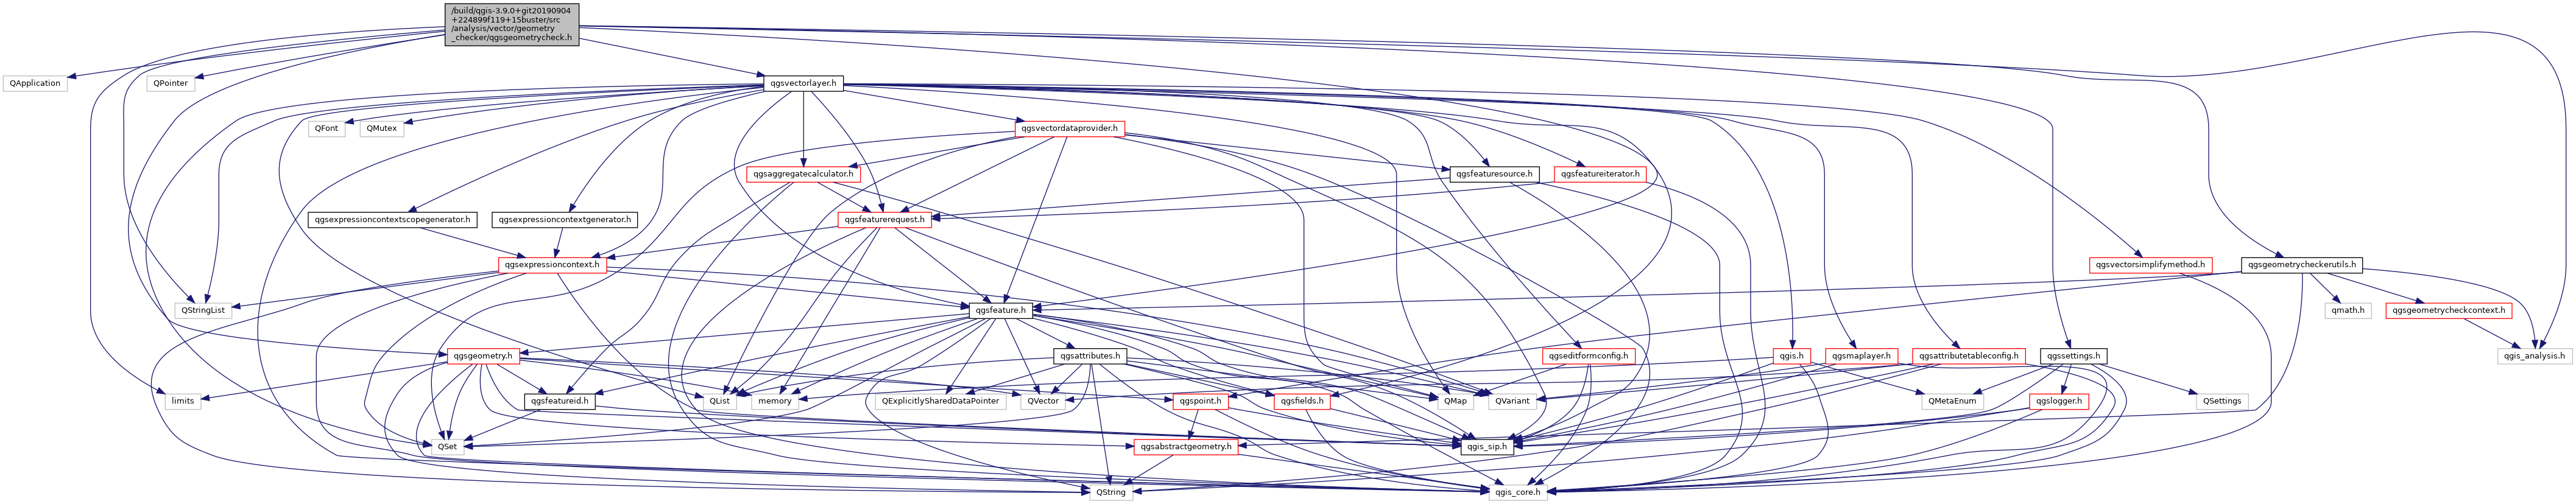 /build/qgis-3.9.0+git20190904
+224899f119+15buster/src
/analysis/vector/geometry
_checker/qgsgeometrycheck.h
QApplication
QPointer
qgsvectorlayer.h
QFont
QMutex
qgsvectordataprovider.h
qgsaggregatecalculator.h
qgsfeaturesource.h
qgsfeatureiterator.h
qgsexpressioncontextscopegenerator.h
qgsexpressioncontextgenerator.h
qgsfeaturerequest.h
qgsexpressioncontext.h
qgsvectorsimplifymethod.h
qgsgeometrycheckerutils.h
QStringList
qgsfeature.h
qmath.h
qgsgeometrycheckcontext.h
qgsgeometry.h
qgsattributes.h
qgseditformconfig.h
qgis.h
qgsmaplayer.h
qgsattributetableconfig.h
qgssettings.h
qgis_analysis.h
limits
qgsfeatureid.h
QList
memory
QExplicitlySharedDataPointer
QVector
qgspoint.h
qgsfields.h
QMap
QVariant
QMetaEnum
qgslogger.h
QSettings
QSet
qgsabstractgeometry.h
qgis_sip.h
QString
qgis_core.h